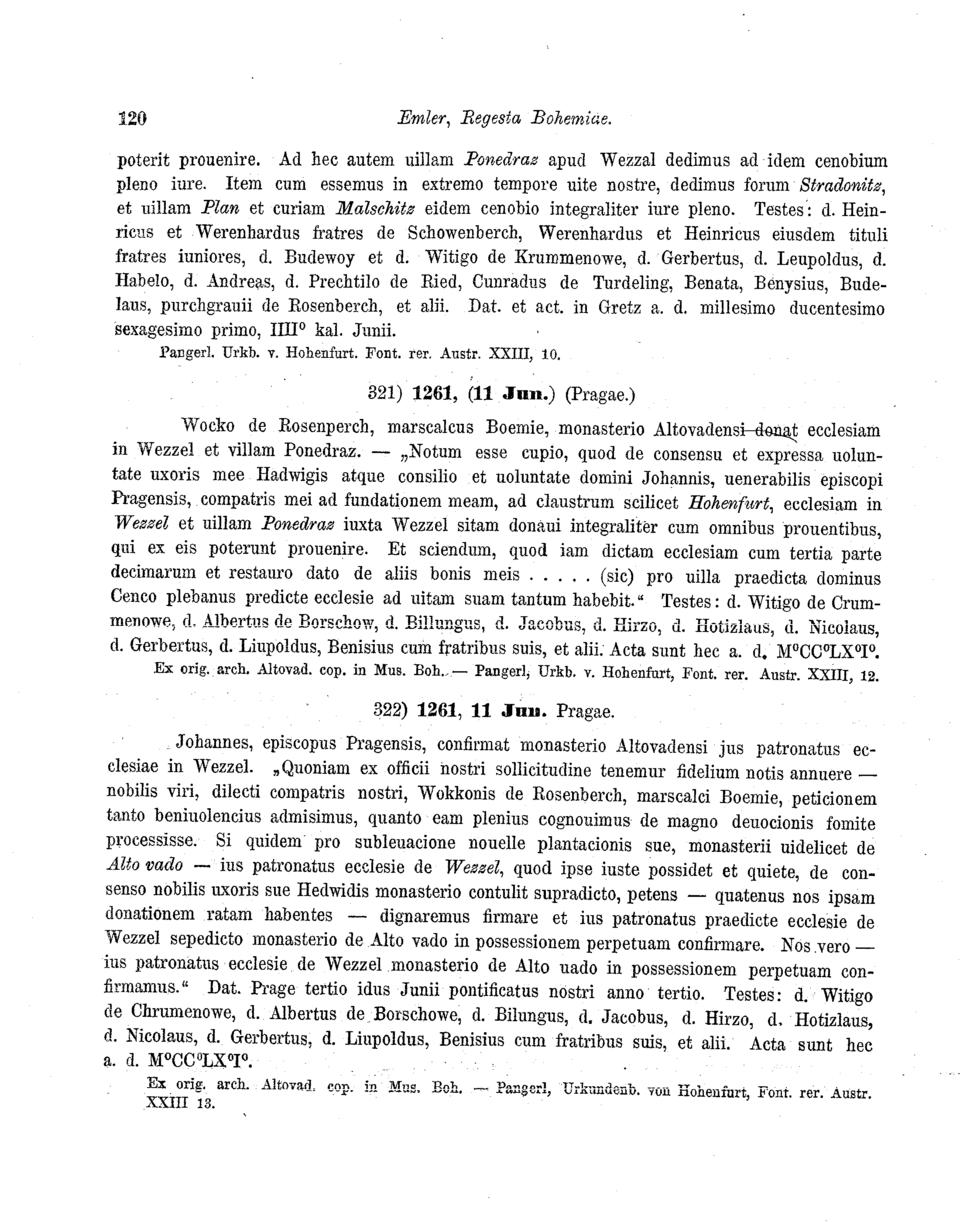 120 Emler, Regesta Bohemiae.
poterit prouenire. Ad hec autem uillam Ponedraz apud Wezzal dedimus ad idem cenobium
pleno iure. Item cum essemus in extremo tempore uite nostre, dedimus forum Stradonitz,
et uillam Plan et curiam Malschitz eidem cenobio integraliter iure pleno. Testes: d. Hein-
ricus et Werenhardus fratres de Schowenberch, Werenhardus et Heinricus eiusdem tituli
fratres iuniores, d. Budewoy et d. Witigo de Krummenowe, d. Gerbertus, d. Leupoldus, d.
Habelo, d. Andreas, d. Prechtilo de Ried, Cunradus de Turdeling, Benata, Benysius, Bude-
laus, purchgrauii de Rosenberch, et alii. Dat. et act. in Gretz a. d. millesimo ducentesimo
sexagesimo primo, IIII⁰ kal. Junii.
Pangerl. Urkb. v. Hohenfurt. Font. rer. Austr. XXIII, 10.
321) 1261, (11 Jun.) (Pragae.)
Wocko de Rosenperch, marscalcus Boemie, monasterio Altovadensi donat ecclesiam
in Wezzel et villam Ponedraz. — „Notum esse cupio, quod de consensu et expressa uolun-
tate uxoris mee Hadwigis atque consilio et uoluntate domini Johannis, uenerabilis episcopi
Pragensis, compatris mei ad fundationem meam, ad claustrum scilicet Hohenfurt, ecclesiam in
Wezzel et uillam Ponedraz iuxta Wezzel sitam donaui integraliter cum omnibus prouentibus,
qui ex eis poterunt prouenire. Et sciendum, quod iam dictam ecclesiam cum tertia parte
decimarum et restauro dato de aliis bonis meis . . . . . (sic) pro uilla praedicta dominus
Cenco plebanus predicte ecclesie ad uitam suam tantum habebit.“ Testes: d. Witigo de Crum-
menowe, d. Albertus de Borschow, d. Billungus, d. Jacobus, d. Hirzo, d. Hotizlaus, d. Nicolaus,
d. Gerbertus, d. Liupoldus, Benisius cum fratribus suis, et alii. Acta sunt hec a. d. M⁰CC⁰LX⁰I⁰.
Ex orig. arch. Altovad. cop. in Mus. Boh. — Pangerl, Urkb. v. Hohenfurt, Font. rer. Austr. XXIII, 12.
322) 1261, 11 Jun. Pragae.
Johannes, episcopus Pragensis, confirmat monasterio Altovadensi jus patronatus ec-
clesiae in Wezzel. „Quoniam ex officii nostri sollicitudine tenemur fidelium notis annuere —
nobilis viri, dilecti compatris nostri, Wokkonis de Rosenberch, marscalci Boemie, peticionem
tanto beniuolencius admisimus, quanto eam plenius cognouimus de magno deuocionis fomite
processisse. Si quidem pro subleuacione nouelle plantacionis sue, monasterii uidelicet de
Alto vado — ius patronatus ecclesie de Wezzel, quod ipse iuste possidet et quiete, de con-
senso nobilis uxoris sue Hedwidis monasterio contulit supradicto, petens — quatenus nos ipsam
donationem ratam habentes — dignaremus firmare et ius patronatus praedicte ecclesie de
Wezzel sepedicto monasterio de Alto vado in possessionem perpetuam confirmare. Nos vero —
ius patronatus ecclesie de Wezzel monasterio de Alto uado in possessionem perpetuam con-
firmamus.“ Dat. Prage tertio idus Junii pontificatus nostri anno tertio. Testes: d. Witigo
de Chrumenowe, d. Albertus de Borschowe, d. Bilungus, d. Jacobus, d. Hirzo, d. Hotizlaus,
d. Nicolaus, d. Gerbertus, d. Liupoldus, Benisius cum fratribus suis, et alii. Acta sunt hec
a. d. M⁰CC⁰LX⁰I⁰.
Ex orig. arch. Altovad. cop. in Mus. Boh. — Pangerl, Urkundenb. von Hohenfurt, Font. rer. Austr.
XXIII 13.